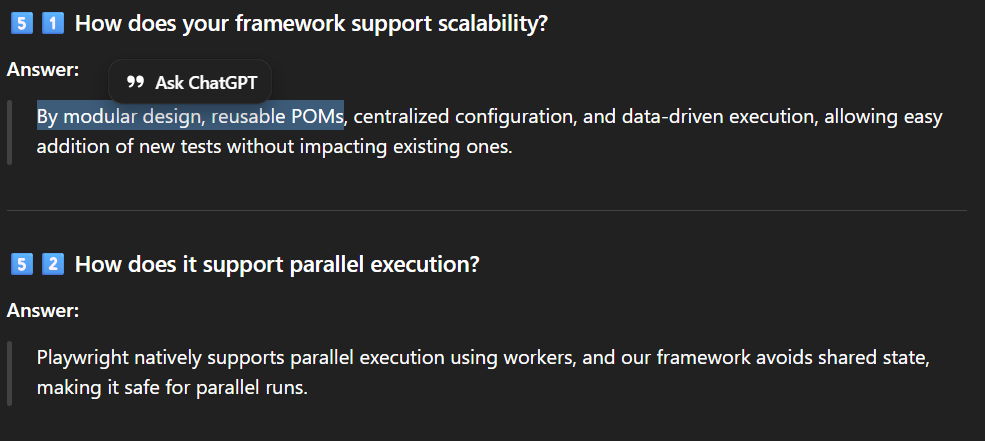 5️⃣ 1️⃣ How does your framework support scalability?
Answer:
Ask ChatGPT
By modular design, reusable POMs, centralized configuration, and data-driven execution, allowing easy
addition of new tests without impacting existing ones.
5️⃣ 2️⃣ How does it support parallel execution?
Answer:
Playwright natively supports parallel execution using workers, and our framework avoids shared state,
making it safe for parallel runs.